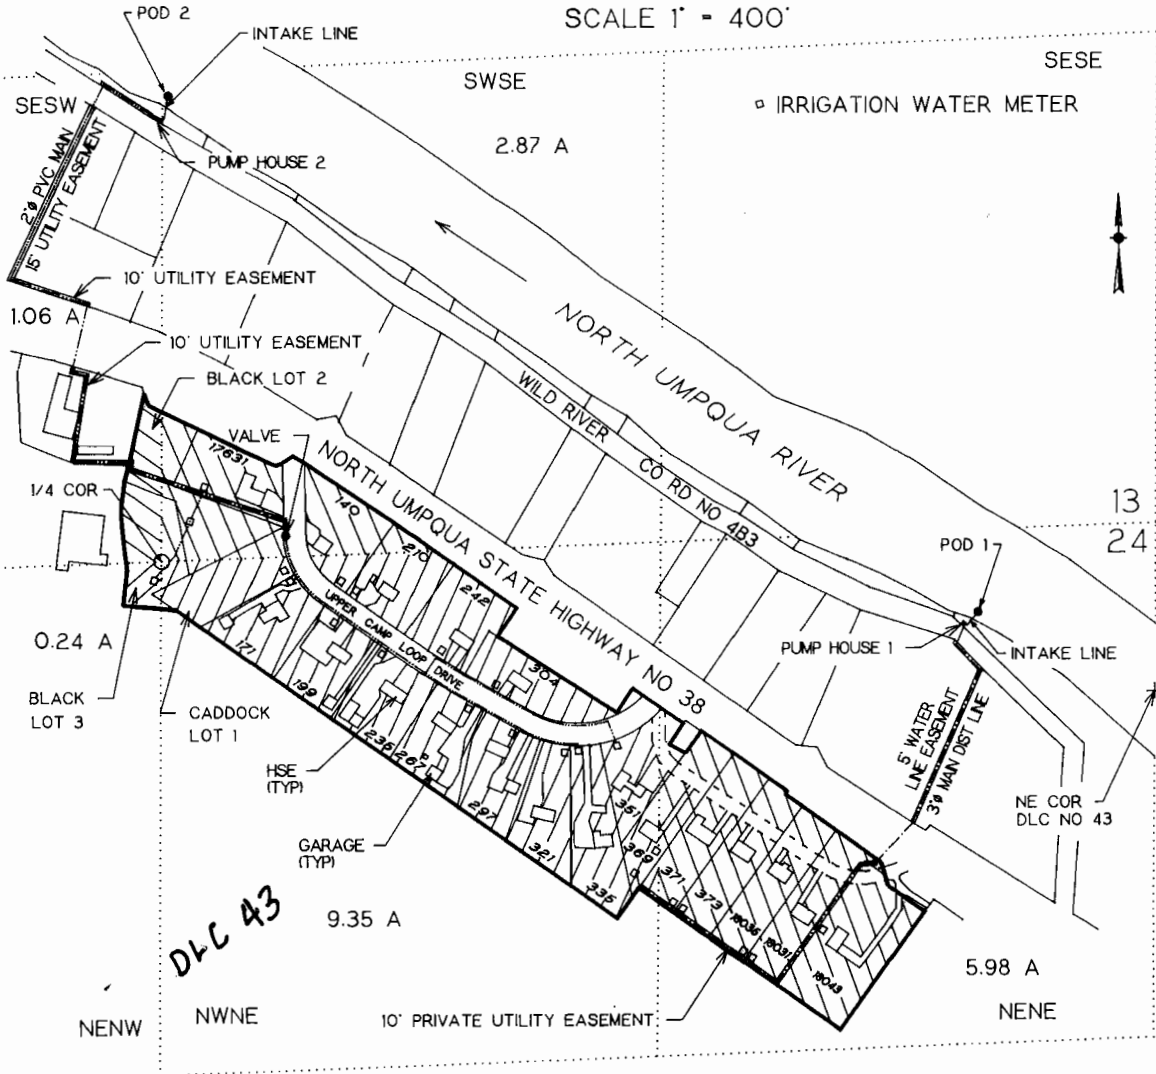 SCALE 1" = 400'
POD 2
INTAKE LINE
SWSE
SESE
SESW
IRRIGATION WATER METER
2.87 A
PUMP HOUSE 2
2"ø PVC MAIN
15' UTILITY EASEMENT
10' UTILITY EASEMENT
1.06 A
10' UTILITY EASEMENT
BLACK LOT 2
NORTH UMPQUA RIVER
WILD RIVER CO RD NO 4B3
VALVE
17631
NORTH UMPQUA STATE HIGHWAY NO 38
1/4 COR
140
210
242
13
24
POD 1
UPPER CAMP LOOP DRIVE
0.24 A
171
304
PUMP HOUSE 1
INTAKE LINE
BLACK
LOT 3
CADDOCK
LOT 1
199
236
267
5' WATER
LINE EASEMENT
3"ø MAIN DIST LINE
HSE
(TYP)
297
351
NE COR
DLC NO 43
GARAGE
(TYP)
321
369
335
371
373
18036
18031
18043
DLC 43
9.35 A
5.98 A
NENW
NWNE
10' PRIVATE UTILITY EASEMENT
NENE